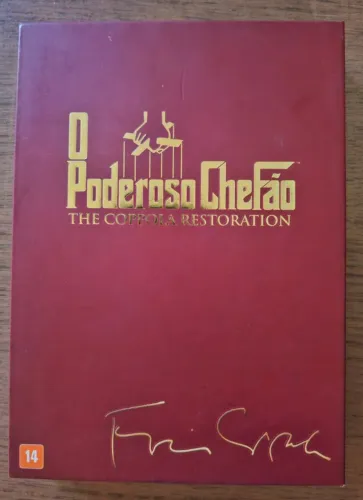 O
Poderoso Chefão
THE COPPOLA RESTORATION
14